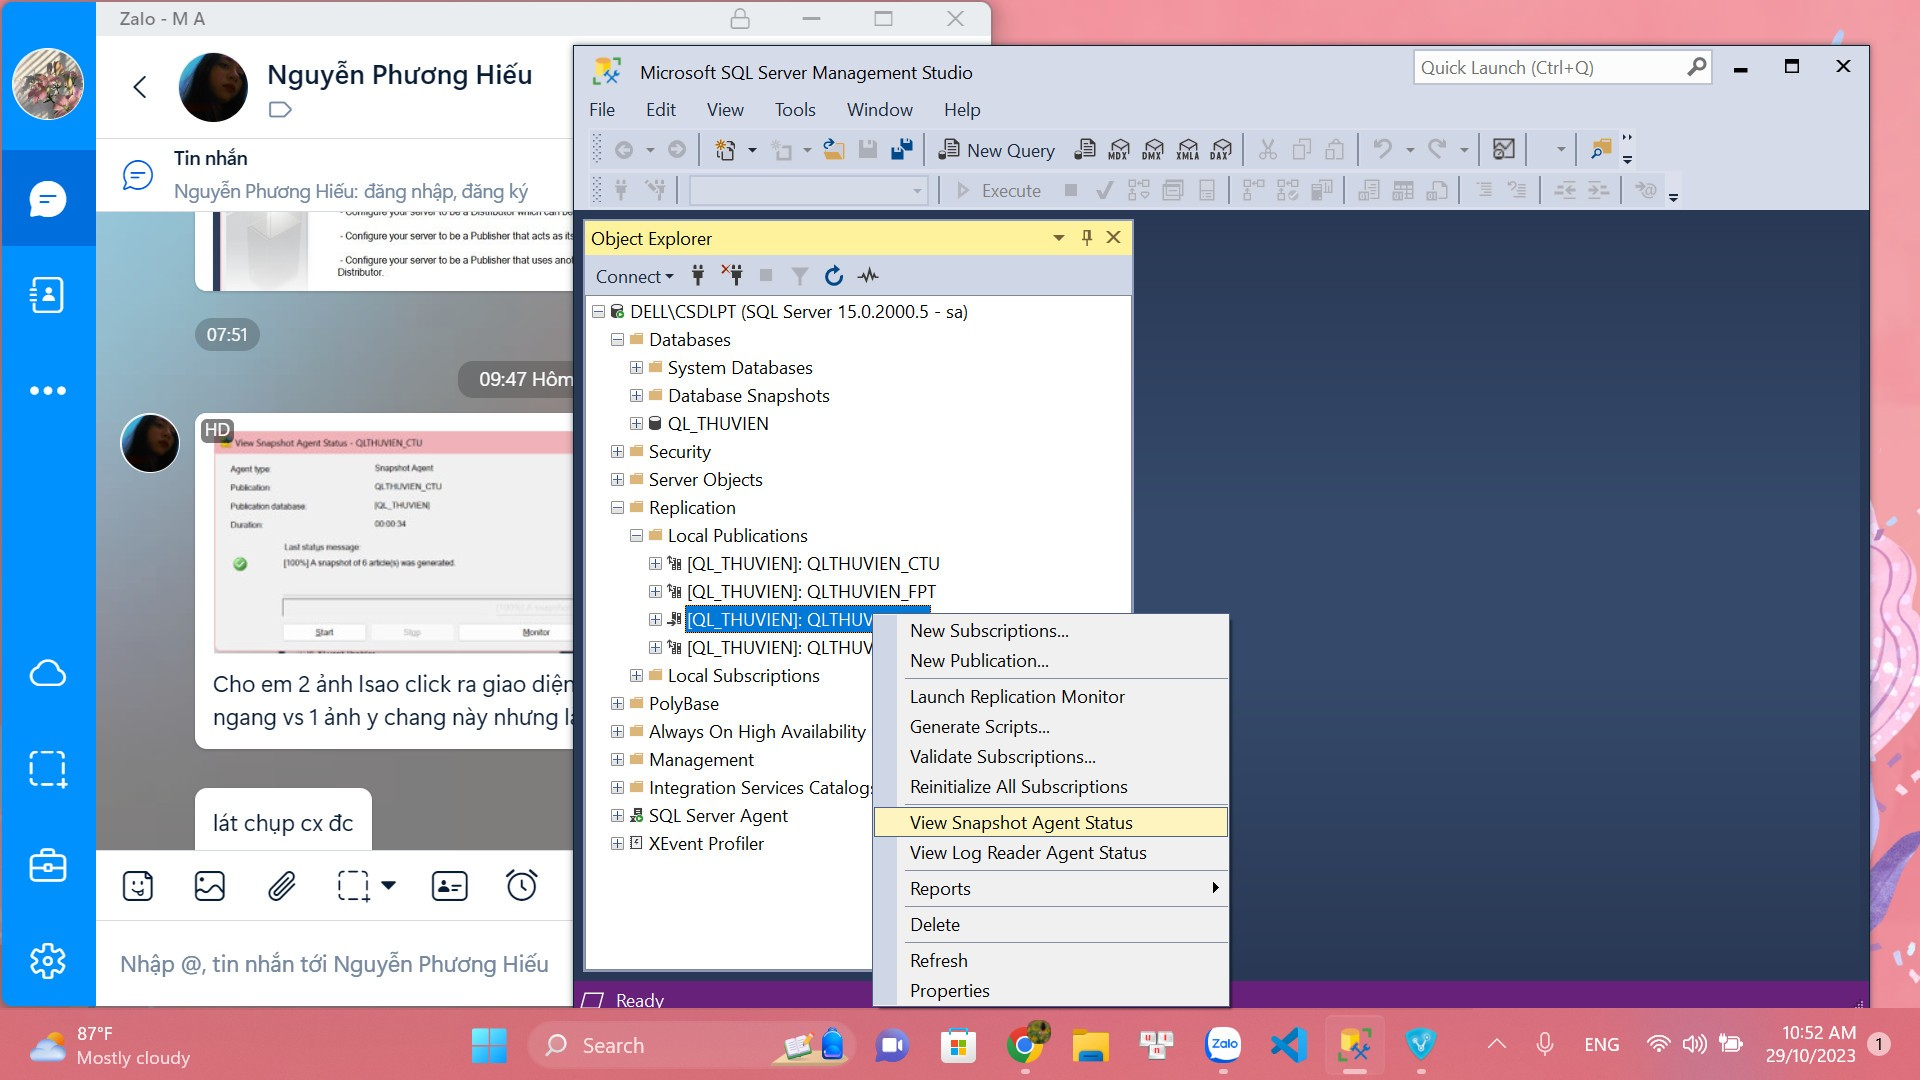 Zalo - M A
Nguyễn Phương Hiếu
Tin nhắn
Nguyễn Phương Hiếu: đăng nhập, đăng ký
- Configure your server to be a Distributor which can be
- Configure your server to be a Publisher that acts as its
- Configure your server to be a Publisher that uses anot
Distributor.
07:51
09:47 Hôm
HD
View Snapshot Agent Status - QLTHUVIEN_CTU
Agent type: Snapshot Agent
Publication: QLTHUVIEN_CTU
Publication database: [QL_THUVIEN]
Duration: 00:00:34
Last status message:
[100%] A snapshot of 6 article(s) was generated.
Start Stop Monitor
Cho em 2 ảnh lsao click ra giao diện
ngang vs 1 ảnh y chang này nhưng
lát chụp cx đc
Nhập @, tin nhắn tới Nguyễn Phương Hiếu
Microsoft SQL Server Management Studio
Quick Launch (Ctrl+Q)
File Edit View Tools Window Help
New Query MDX DMX XMLA DAX
Execute
Object Explorer
Connect
DELL\CSDLPT (SQL Server 15.0.2000.5 - sa)
Databases
System Databases
Database Snapshots
QL_THUVIEN
Security
Server Objects
Replication
Local Publications
[QL_THUVIEN]: QLTHUVIEN_CTU
[QL_THUVIEN]: QLTHUVIEN_FPT
[QL_THUVIEN]: QLTHUV
[QL_THUVIEN]: QLTHUV
Local Subscriptions
PolyBase
Always On High Availability
Management
Integration Services Catalogs
SQL Server Agent
XEvent Profiler
New Subscriptions...
New Publication...
Launch Replication Monitor
Generate Scripts...
Validate Subscriptions...
Reinitialize All Subscriptions
View Snapshot Agent Status
View Log Reader Agent Status
Reports
Delete
Refresh
Properties
Ready
87°F
Mostly cloudy
Search
Zalo
ENG
10:52 AM
29/10/2023
1